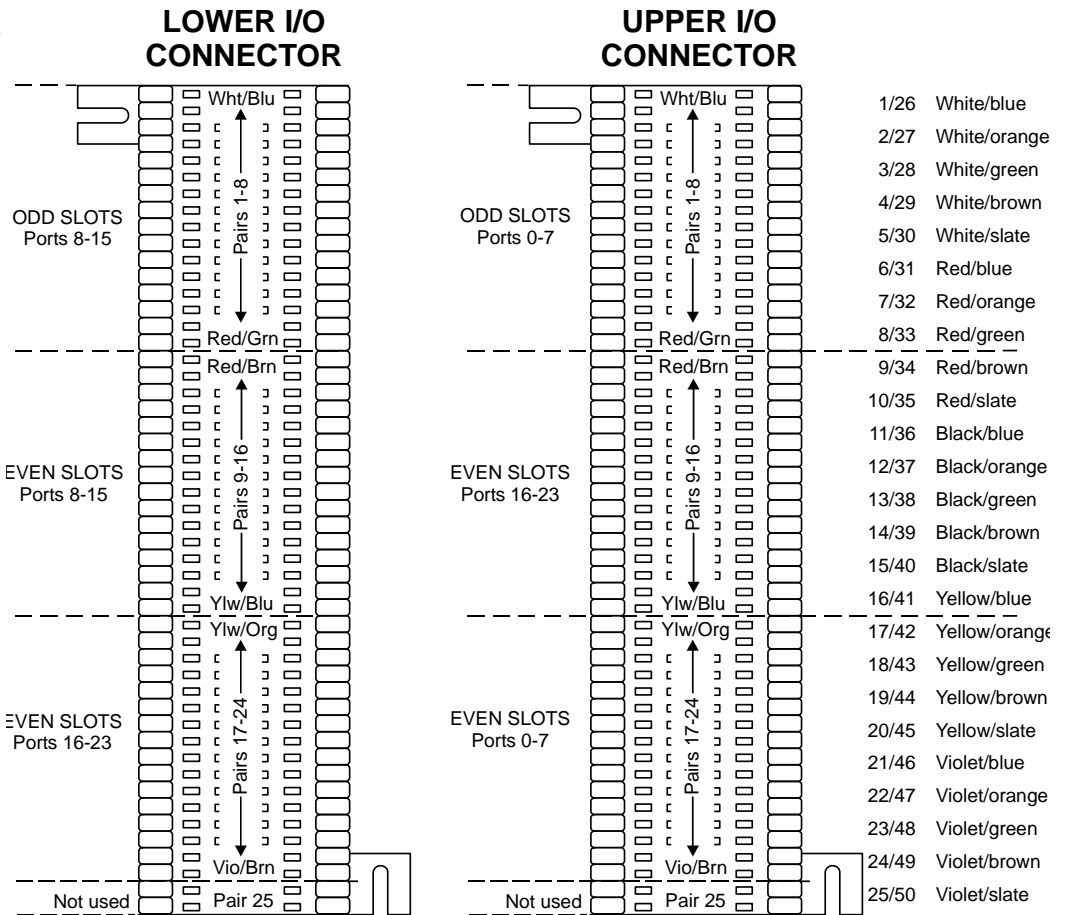 LOWER I/O
CONNECTOR
Wht/Blu
Pairs 1-8
ODD SLOTS
Ports 8-15
Red/Grn
Red/Brn
Pairs 9-16
EVEN SLOTS
Ports 8-15
Ylw/Blu
Ylw/Org
Pairs 17-24
EVEN SLOTS
Ports 16-23
Vio/Brn
Not used
Pair 25
UPPER I/O
CONNECTOR
Wht/Blu
Pairs 1-8
ODD SLOTS
Ports 0-7
Red/Grn
Red/Brn
Pairs 9-16
EVEN SLOTS
Ports 16-23
Ylw/Blu
Ylw/Org
Pairs 17-24
EVEN SLOTS
Ports 0-7
Vio/Brn
Not used
Pair 25
1/26 White/blue
2/27 White/orange
3/28 White/green
4/29 White/brown
5/30 White/slate
6/31 Red/blue
7/32 Red/orange
8/33 Red/green
9/34 Red/brown
10/35 Red/slate
11/36 Black/blue
12/37 Black/orange
13/38 Black/green
14/39 Black/brown
15/40 Black/slate
16/41 Yellow/blue
17/42 Yellow/orange
18/43 Yellow/green
19/44 Yellow/brown
20/45 Yellow/slate
21/46 Violet/blue
22/47 Violet/orange
23/48 Violet/green
24/49 Violet/brown
25/50 Violet/slate